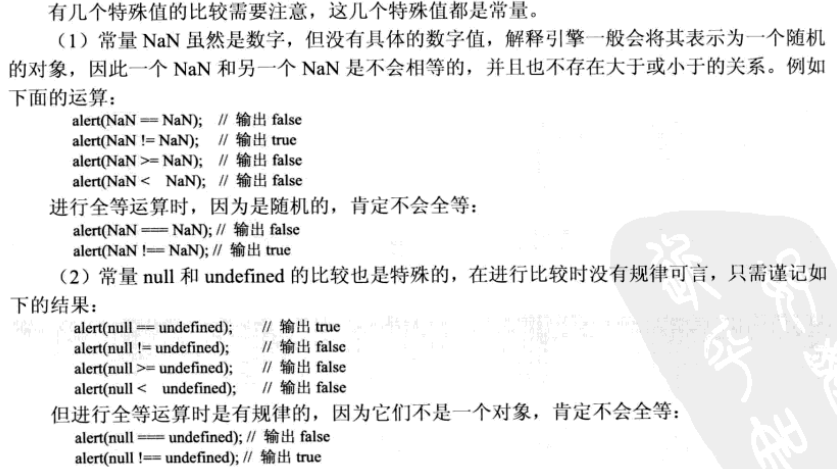 有几个特殊值的比较需要注意，这几个特殊值都是常量。
（1）常量 NaN 虽然是数字，但没有具体的数字值，解释引擎一般会将其表示为一个随机
的对象，因此一个 NaN 和另一个 NaN 是不会相等的，并且也不存在大于或小于的关系。例如
下面的运算：
alert(NaN == NaN); // 输出 false
alert(NaN != NaN); // 输出 true
alert(NaN >= NaN); // 输出 false
alert(NaN < NaN); // 输出 false
进行全等运算时，因为是随机的，肯定不会全等：
alert(NaN === NaN); // 输出 false
alert(NaN !== NaN); // 输出 true
（2）常量 null 和 undefined 的比较也是特殊的，在进行比较时没有规律可言，只需谨记如
下的结果：
alert(null == undefined); // 输出 true
alert(null != undefined); // 输出 false
alert(null >= undefined); // 输出 false
alert(null < undefined); // 输出 false
但进行全等运算时是有规律的，因为它们不是一个对象，肯定不会全等：
alert(null === undefined); // 输出 false
alert(null !== undefined); // 输出 true